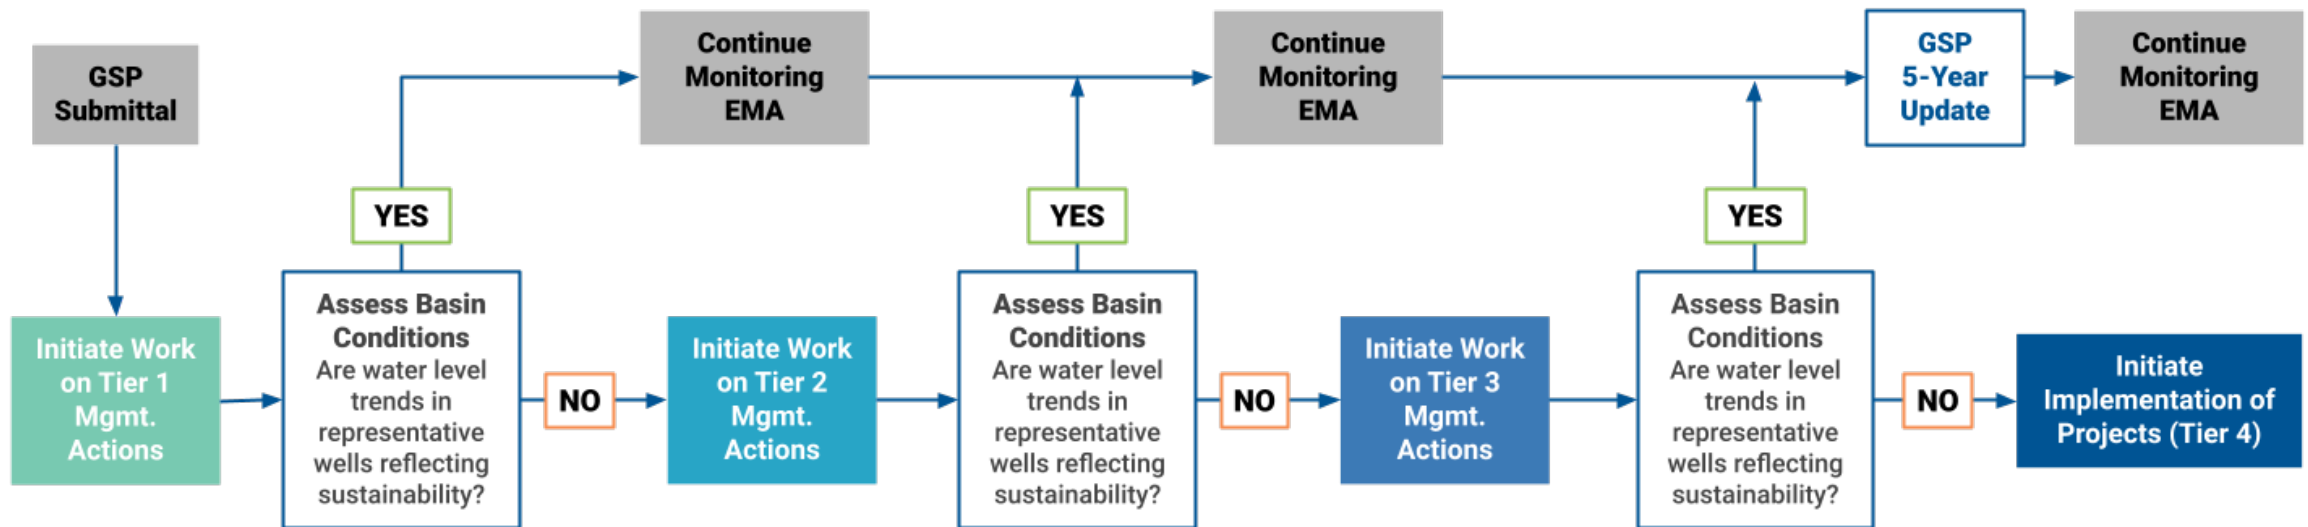 GSP
Submittal
Continue
Monitoring
EMA
Continue
Monitoring
EMA
GSP
5-Year
Update
Continue
Monitoring
EMA
YES
YES
YES
Initiate Work
on Tier 1
Mgmt.
Actions
Assess Basin
Conditions
Are water level
trends in
representative
wells reflecting
sustainability?
NO
Initiate Work
on Tier 2
Mgmt.
Actions
Assess Basin
Conditions
Are water level
trends in
representative
wells reflecting
sustainability?
NO
Initiate Work
on Tier 3
Mgmt.
Actions
Assess Basin
Conditions
Are water level
trends in
representative
wells reflecting
sustainability?
NO
Initiate
Implementation of
Projects (Tier 4)